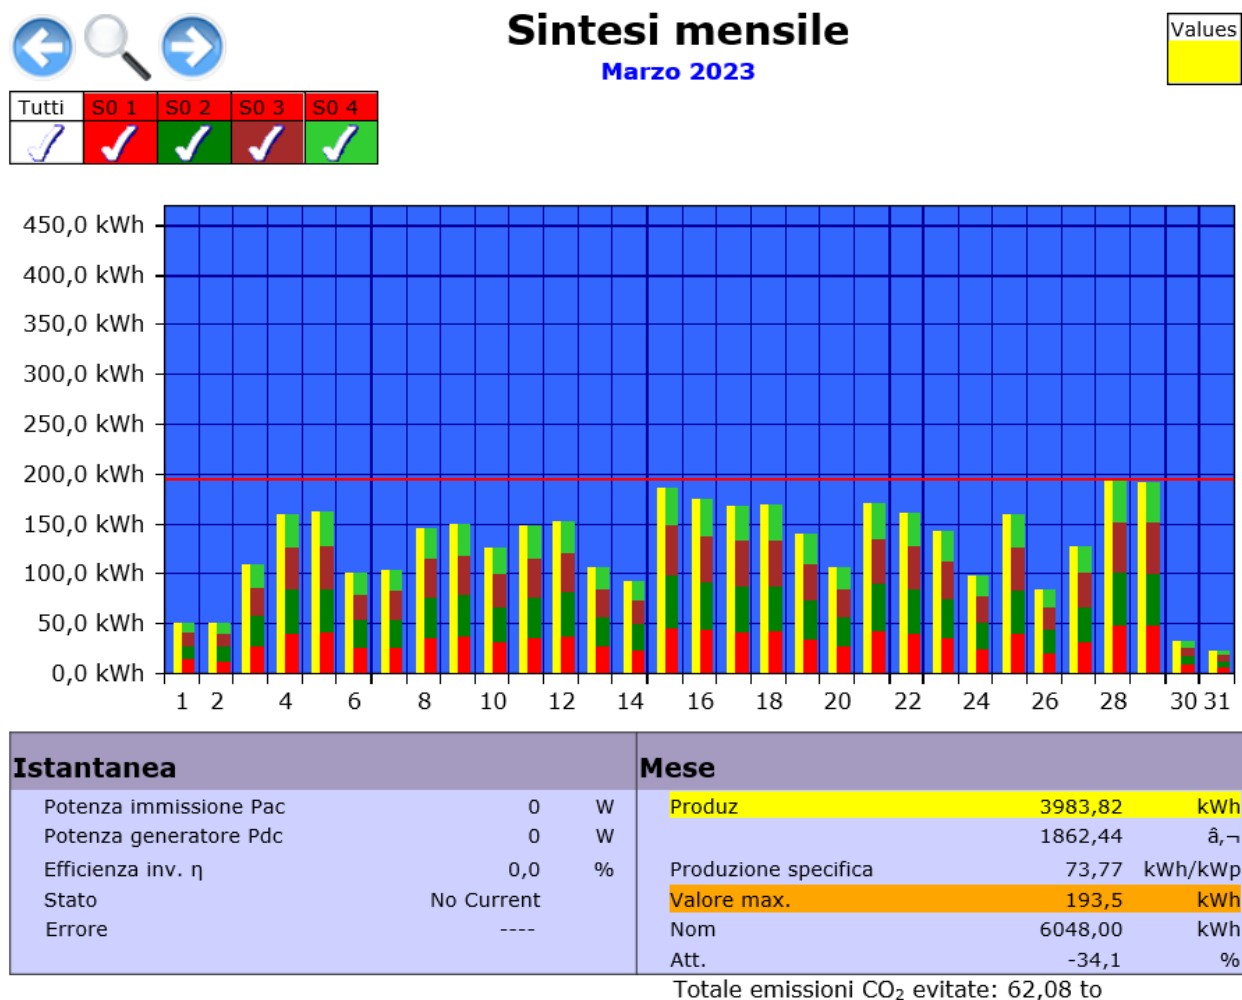 Sintesi mensile
Marzo 2023
Values
Tutti S0 1 S0 2 S0 3 S0 4
450,0 kWh
400,0 kWh
350,0 kWh
300,0 kWh
250,0 kWh
200,0 kWh
150,0 kWh
100,0 kWh
50,0 kWh
0,0 kWh
1 2 4 6 8 10 12 14 16 18 20 22 24 26 28 30 31
Istantanea
Potenza immissione Pac 0 W
Potenza generatore Pdc 0 W
Efficienza inv. η 0,0 %
Stato No Current
Errore ----
Mese
Produz 3983,82 kWh
1862,44 â‚¬
Produzione specifica 73,77 kWh/kWp
Valore max. 193,5 kWh
Nom 6048,00 kWh
Att. -34,1 %
Totale emissioni CO₂ evitate: 62,08 to